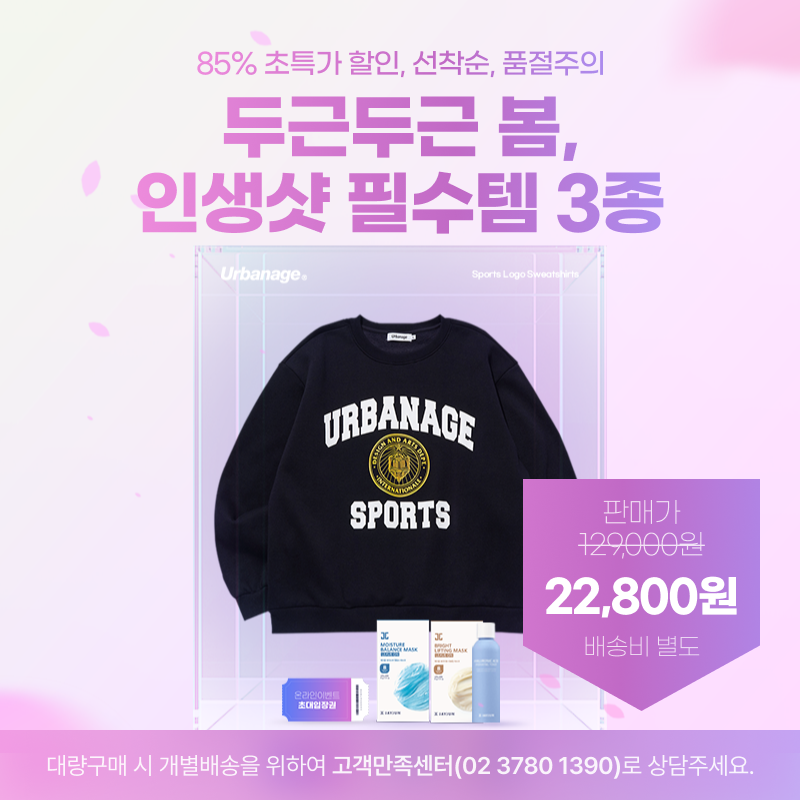 85% 초특가 할인, 선착순, 품절주의
두근두근 봄,
인생샷 필수템 3종
Urbanage®
Sports Logo Sweatshirts
Urbanage
URBANAGE
DESIGN AND ARTS DEPT.
INTERNATIONALE
SPORTS
판매가
129,000원
22,800원
배송비 별도
MOISTURE
BALANCE MASK
BRIGHT
LIFTING MASK
온라인이벤트
초대입장권
대량구매 시 개별배송을 위하여 고객만족센터(02 3780 1390)로 상담주세요.